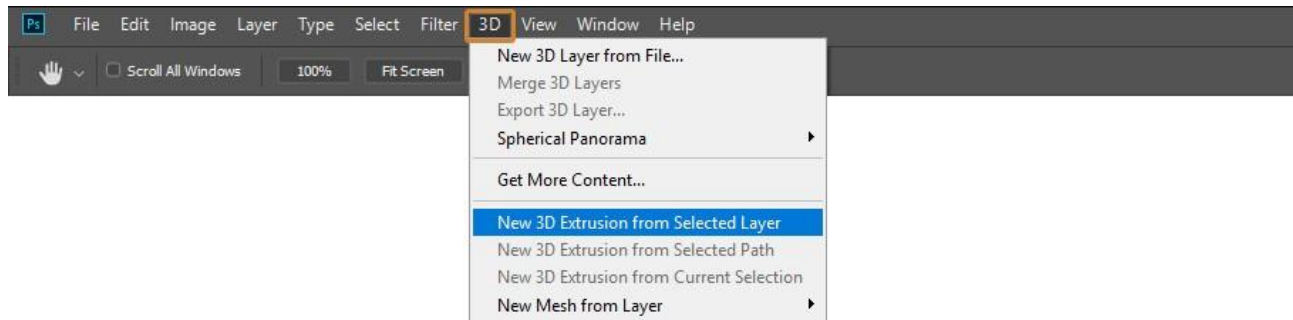 Ps File Edit Image Layer Type Select Filter 3D View Window Help
Scroll All Windows 100% Fit Screen
New 3D Layer from File...
Merge 3D Layers
Export 3D Layer...
Spherical Panorama
Get More Content...
New 3D Extrusion from Selected Layer
New 3D Extrusion from Selected Path
New 3D Extrusion from Current Selection
New Mesh from Layer